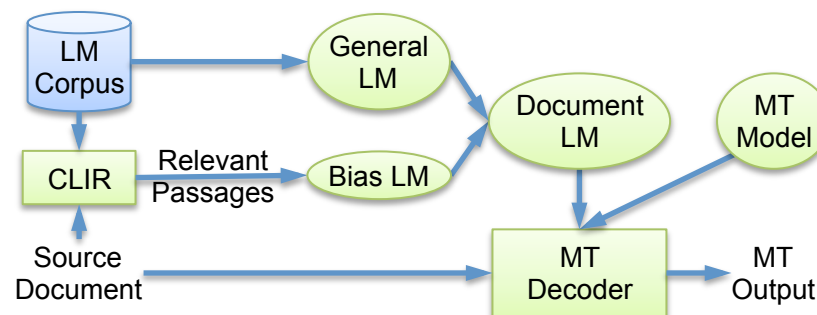 LM
Corpus
General
LM
Document
LM
MT
Model
CLIR
Relevant
Passages
Bias LM
Source
Document
MT
Decoder
MT
Output